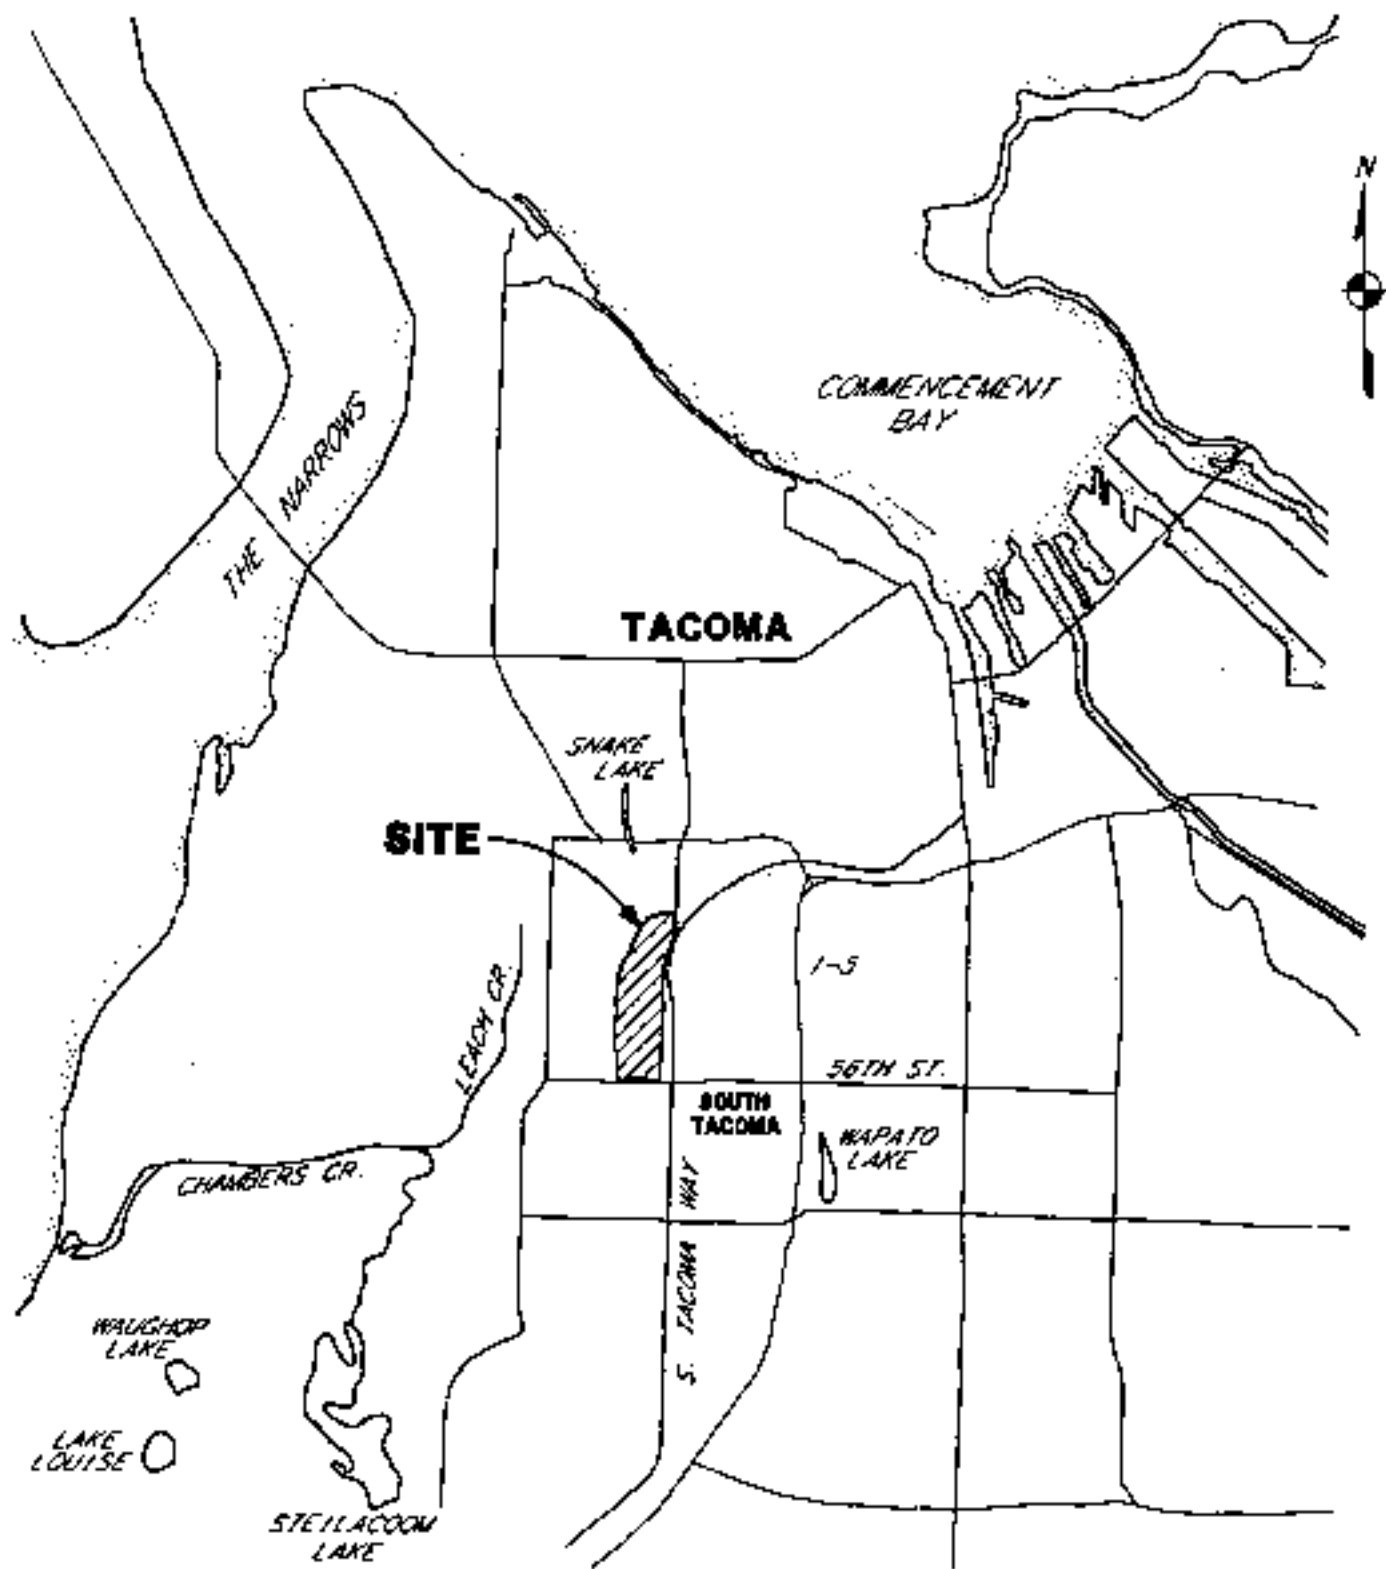 N
COMMENCEMENT
BAY
THE NARROWS
TACOMA
SNAKE
LAKE
SITE
I-5
LEACH CR.
56TH ST.
SOUTH
TACOMA
WAPATO
LAKE
CHAMBERS CR.
S. TACOMA WAY
WAUGHOP
LAKE
LAKE
LOUISE
STEILACOOM
LAKE